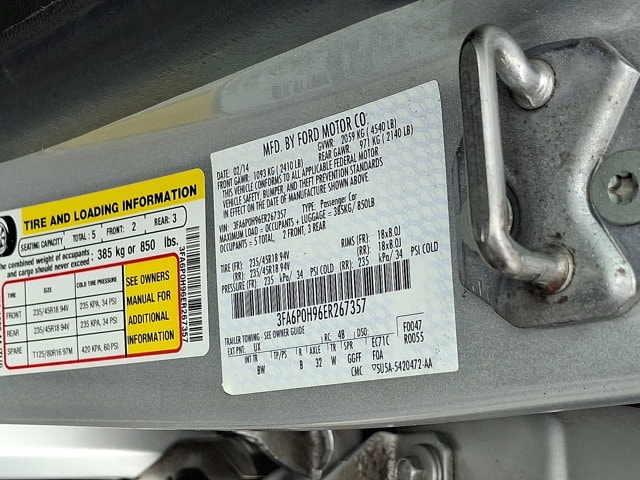 TIRE AND LOADING INFORMATION
SEATING CAPACITY TOTAL : 5 FRONT : 2 REAR : 3
The combined weight of occupants and cargo should never exceed : 385 kg or 850 lbs.
TIRE SIZE COLD TIRE PRESSURE
FRONT 235/45R18 94V 235 KPA, 34 PSI
REAR 235/45R18 94V 235 KPA, 34 PSI
SPARE T125/80R16 97M 420 KPA, 60 PSI
SEE OWNERS
MANUAL FOR
ADDITIONAL
INFORMATION
3FA6P0H96ER267357
MFD. BY FORD MOTOR CO.
DATE: 02/14 GVWR: 2059 KG (4540 LB)
FRONT GAWR: 1093 KG (2410 LB) REAR GAWR: 971 KG (2140 LB)
THIS VEHICLE CONFORMS TO ALL APPLICABLE FEDERAL MOTOR
VEHICLE SAFETY, BUMPER, AND THEFT PREVENTION STANDARDS
IN EFFECT ON THE DATE OF MANUFACTURE SHOWN ABOVE.
VIN: 3FA6P0H96ER267357 TYPE: Passenger Car
MAXIMUM LOAD = OCCUPANTS + LUGGAGE = 385KG/ 850LB
OCCUPANTS = 5 TOTAL, 2 FRONT, 3 REAR
TIRE (FR): 235/45R18 94V RIMS (FR): 18x8.0J
(RR): 235/45R18 94V (RR): 18x8.0J
PRESSURE (FR): 235 kPa/ 34 PSI COLD (RR): 235 kPa/ 34 PSI COLD
3FA6P0H96ER267357
TRAILER TOWING - SEE OWNER GUIDE F0047
EXT PNT: UX RC: 48 DSO: R0055
INT TR TP/PS R AXLE TR SPR EC71C
BW B 32 W GGFF FDA
CMC ▽SU5A-5420472-AA